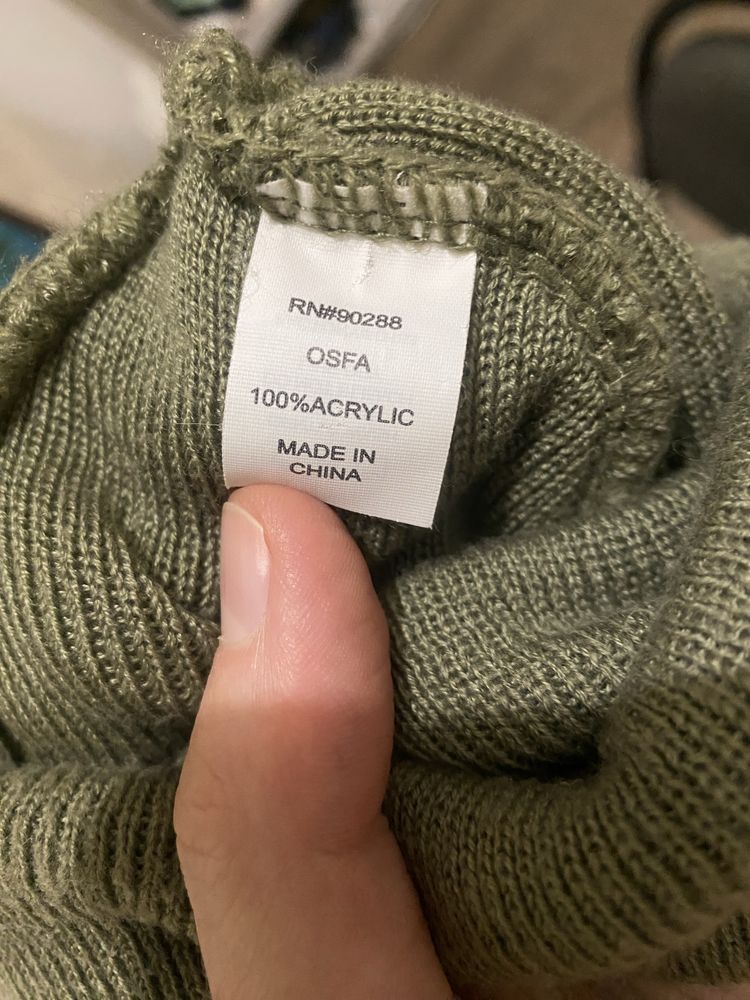 RN#90288
OSFA
100%ACRYLIC
MADE IN
CHINA